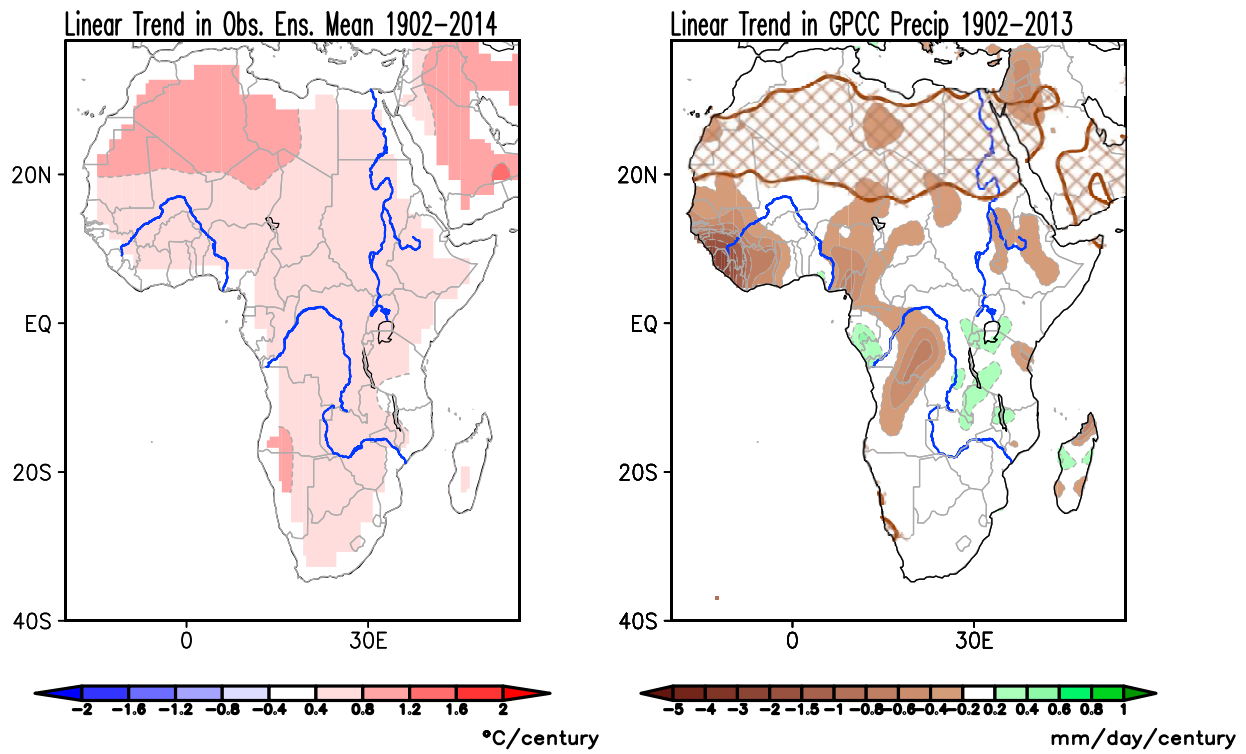 Linear Trend in Obs. Ens. Mean 1902−2014
20N
EQ
20S
40S
0 30E
−2 −1.6 −1.2 −0.8 −0.4 0.4 0.8 1.2 1.6 2
°C/century
Linear Trend in GPCC Precip 1902−2013
20N
EQ
20S
40S
0 30E
−5 −4 −3 −2 −1.5 −1 −0.8 −0.6 −0.4 −0.2 0.2 0.4 0.6 0.8 1
mm/day/century